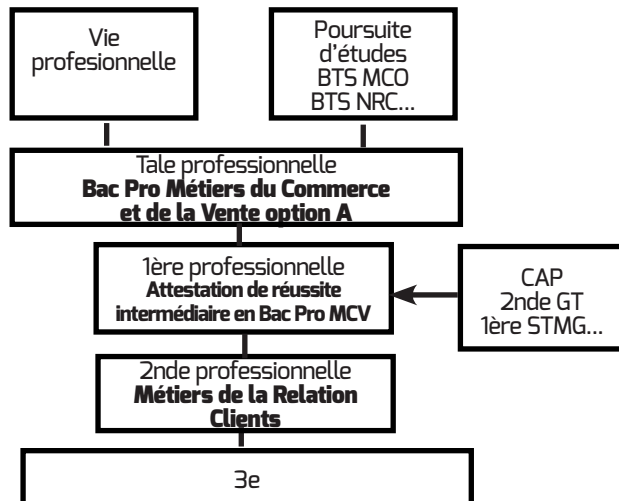 Vie
profesionnelle
Poursuite
d'études
BTS MCO
BTS NRC...
Tale professionnelle
Bac Pro Métiers du Commerce
et de la Vente option A
1ère professionnelle
Attestation de réussite
intermédiaire en Bac Pro MCV
CAP
2nde GT
1ère STMG...
2nde professionnelle
Métiers de la Relation
Clients
3e